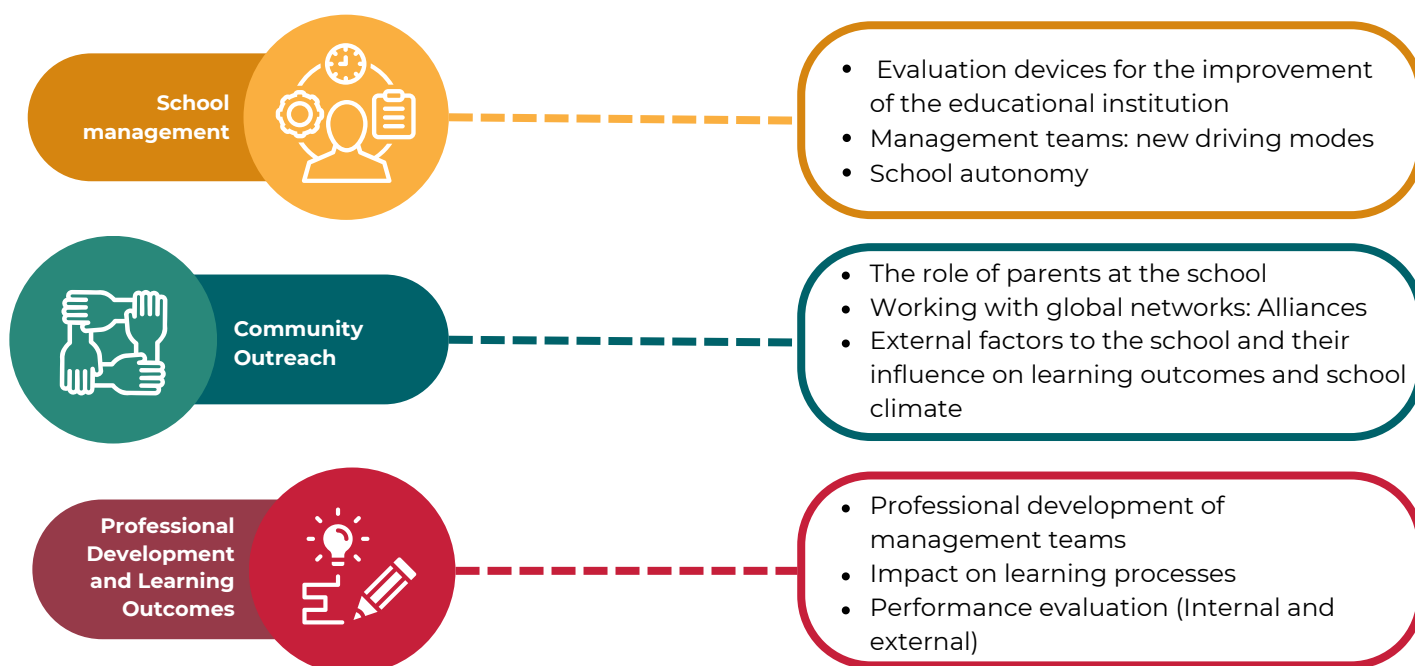 School
management
• Evaluation devices for the improvement
of the educational institution
• Management teams: new driving modes
• School autonomy
Community
Outreach
• The role of parents at the school
• Working with global networks: Alliances
• External factors to the school and their
influence on learning outcomes and school
climate
Professional
Development
and Learning
Outcomes
• Professional development of
management teams
• Impact on learning processes
• Performance evaluation (Internal and
external)